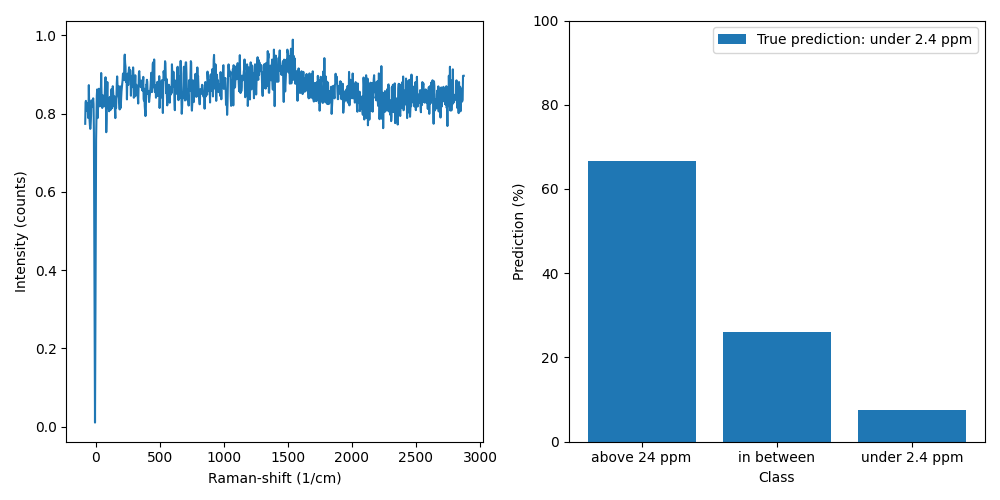 1.0
0.8
0.6
0.4
0.2
0.0
0
500
1000
1500
2000
2500
3000
Raman-shift (1/cm)
Intensity (counts)
100
80
60
40
20
0
True prediction: under 2.4 ppm
above 24 ppm
in between
under 2.4 ppm
Class
Prediction (%)